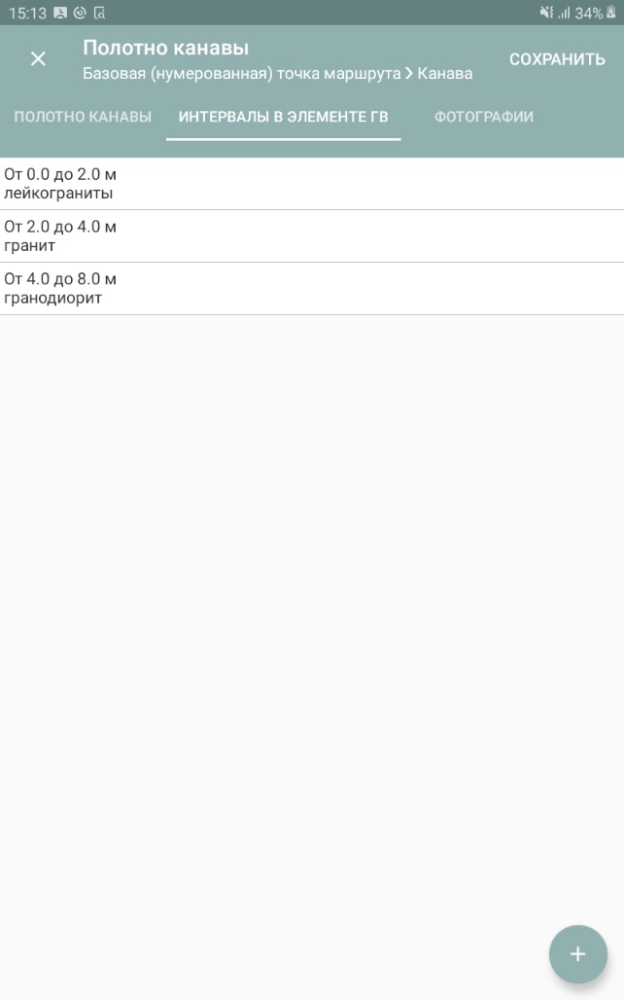 15:13
34%
Полотно канавы
Базовая (нумерованная) точка маршрута > Канава
СОХРАНИТЬ
ПОЛОТНО КАНАВЫ
ИНТЕРВАЛЫ В ЭЛЕМЕНТЕ ГВ
ФОТОГРАФИИ
От 0.0 до 2.0 м
лейкограниты
От 2.0 до 4.0 м
гранит
От 4.0 до 8.0 м
гранодиорит